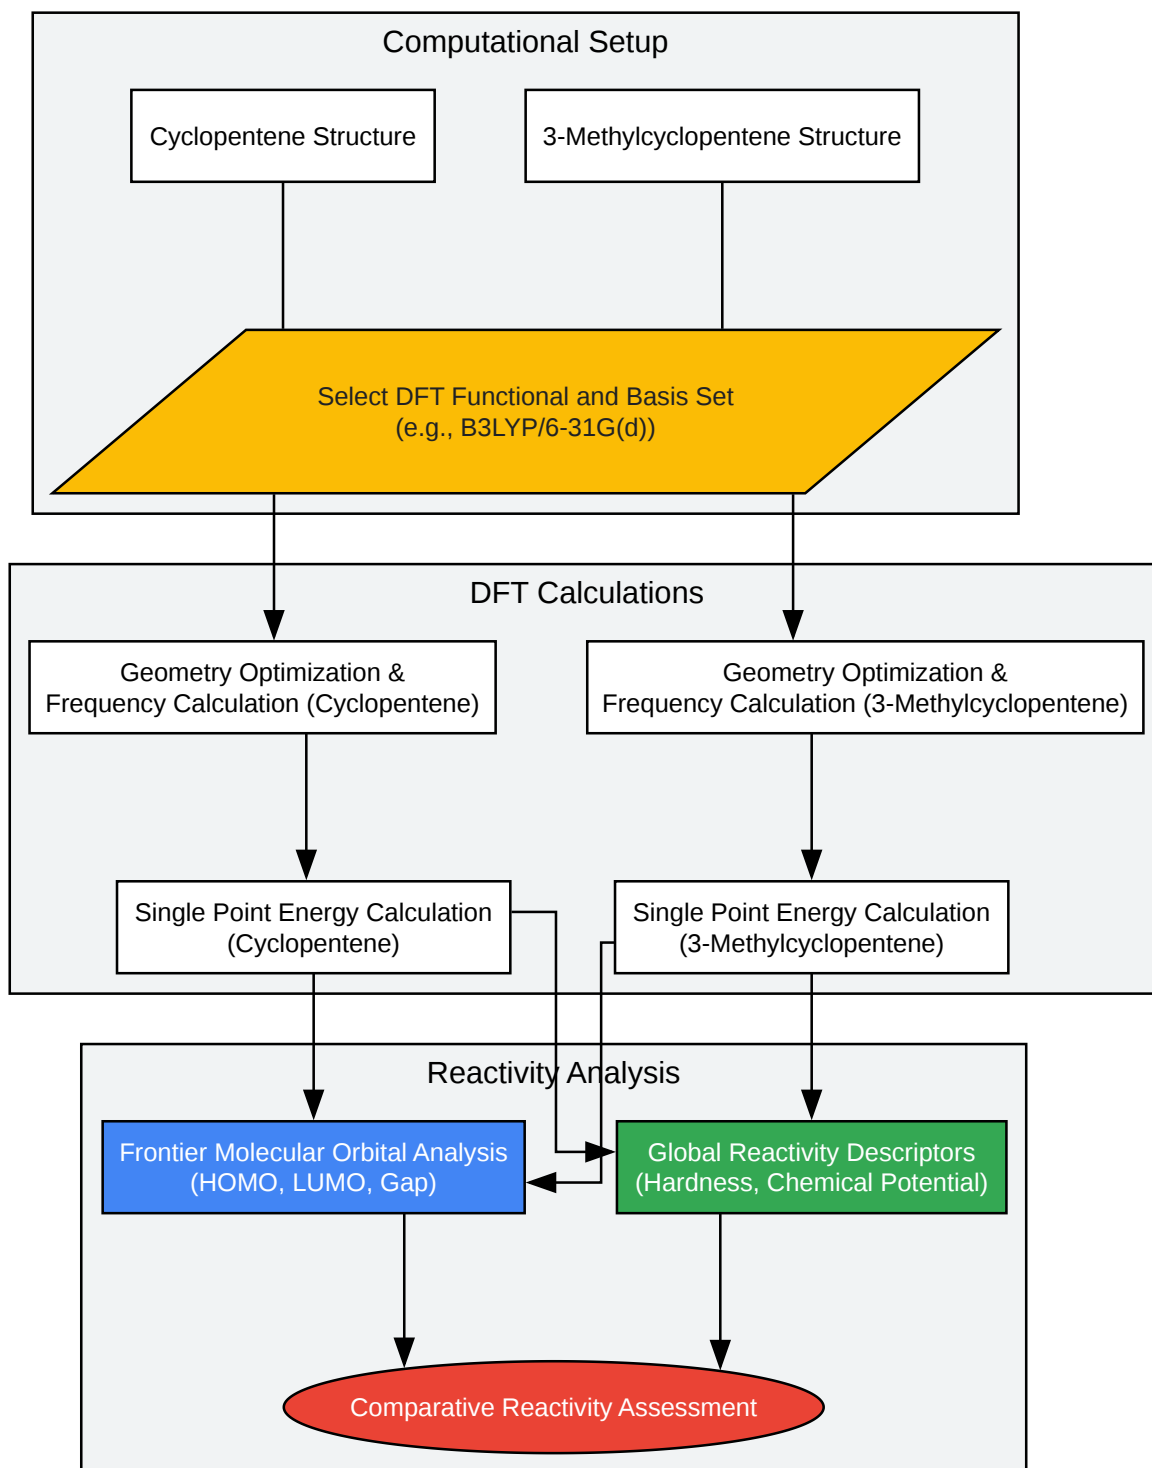 Computational Setup
Cyclopentene Structure
3-Methylcyclopentene Structure
Select DFT Functional and Basis Set
(e.g., B3LYP/6-31G(d))
DFT Calculations
Geometry Optimization &
Frequency Calculation (Cyclopentene)
Geometry Optimization &
Frequency Calculation (3-Methylcyclopentene)
Single Point Energy Calculation
(Cyclopentene)
Single Point Energy Calculation
(3-Methylcyclopentene)
Reactivity Analysis
Frontier Molecular Orbital Analysis
(HOMO, LUMO, Gap)
Global Reactivity Descriptors
(Hardness, Chemical Potential)
Comparative Reactivity Assessment